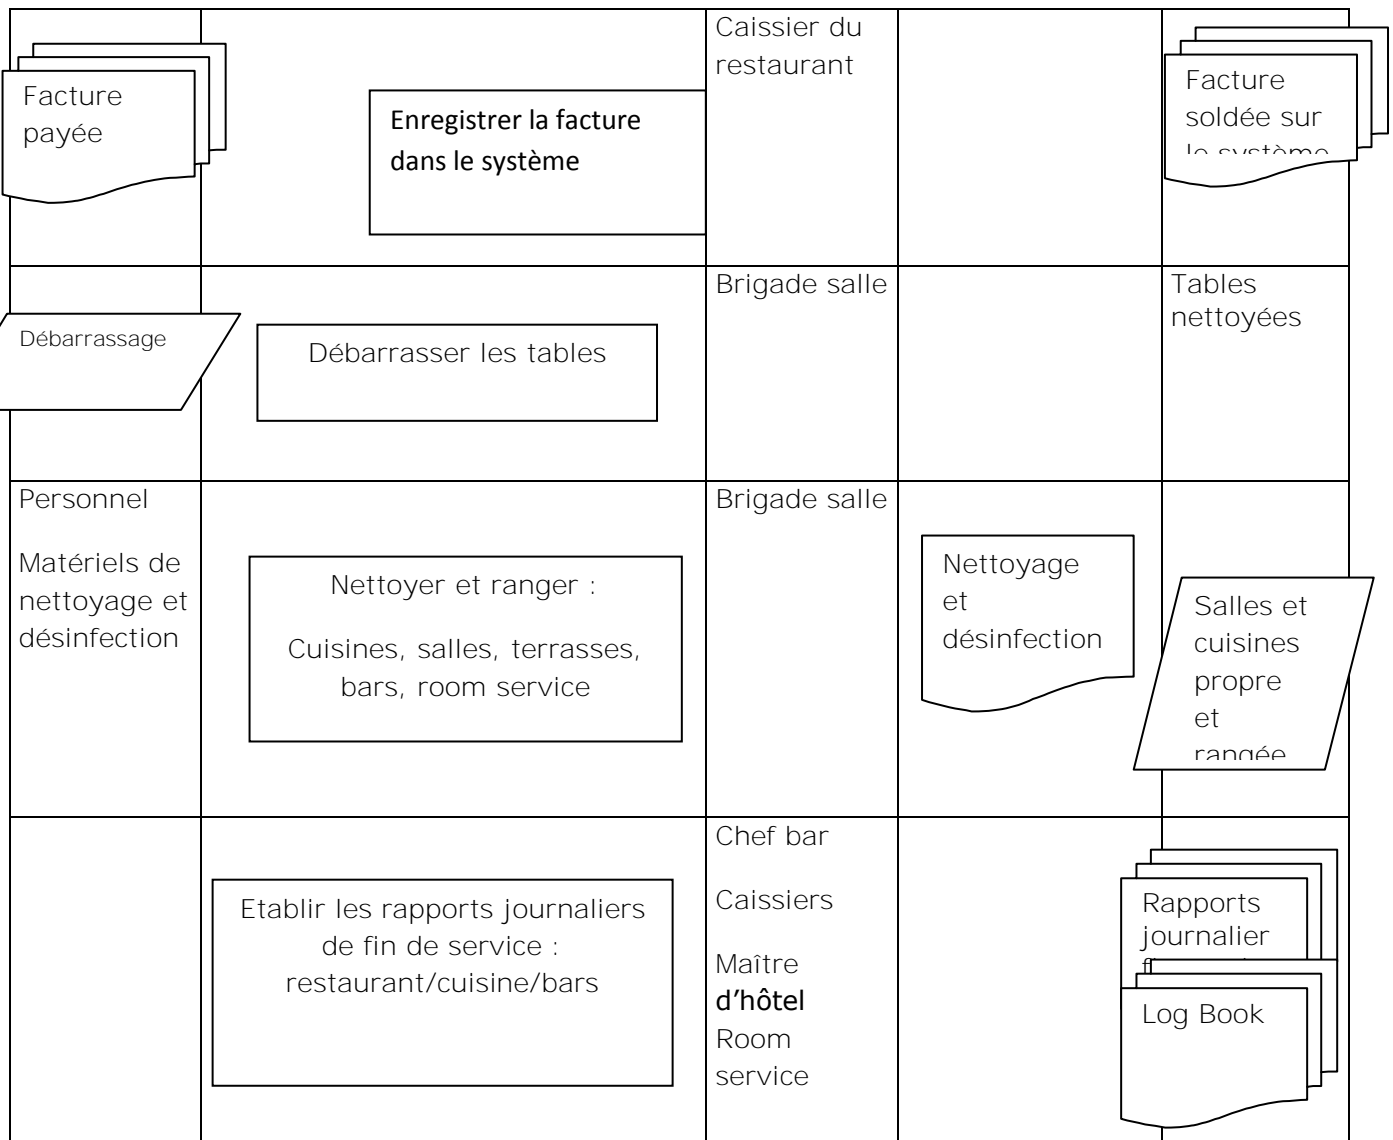 Facture
payée
Enregistrer la facture
dans le système
Caissier du
restaurant
Facture
soldée sur
le système
Débarrassage
Débarrasser les tables
Brigade salle
Tables
nettoyées
Personnel
Matériels de
nettoyage et
désinfection
Nettoyer et ranger :
Cuisines, salles, terrasses,
bars, room service
Brigade salle
Nettoyage
et
désinfection
Salles et
cuisines
propre
et
rangée
Etablir les rapports journaliers
de fin de service :
restaurant/cuisine/bars
Chef bar
Caissiers
Maître
d’hôtel
Room
service
Rapports
journalier
Log Book